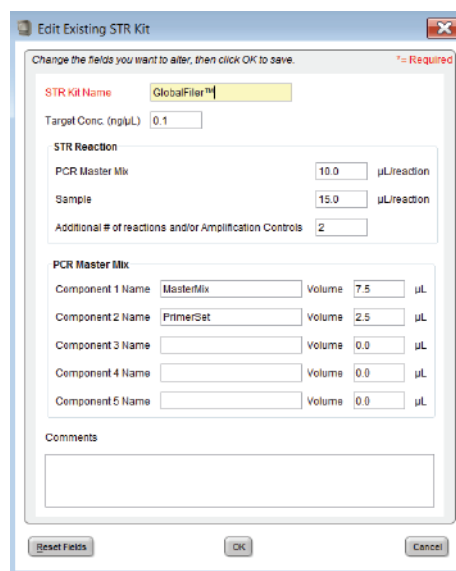 Edit Existing STR Kit
Change the fields you want to alter, then click OK to save. *= Required
STR Kit Name GlobalFiler™
Target Conc. (ng/µL) 0.1
STR Reaction
PCR Master Mix 10.0 µL/reaction
Sample 15.0 µL/reaction
Additional # of reactions and/or Amplification Controls 2
PCR Master Mix
Component 1 Name MasterMix Volume 7.5 µL
Component 2 Name PrimerSet Volume 2.5 µL
Component 3 Name Volume 0.0 µL
Component 4 Name Volume 0.0 µL
Component 5 Name Volume 0.0 µL
Comments
Reset Fields OK Cancel